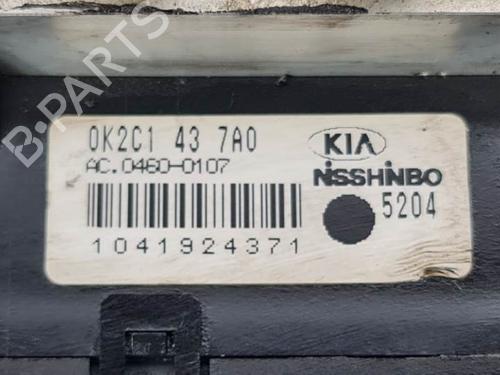 B-PARTS
0K2C1 43 7A0
AC.0460-0107
1041924371
KIA
NiSSHiNBO
5204